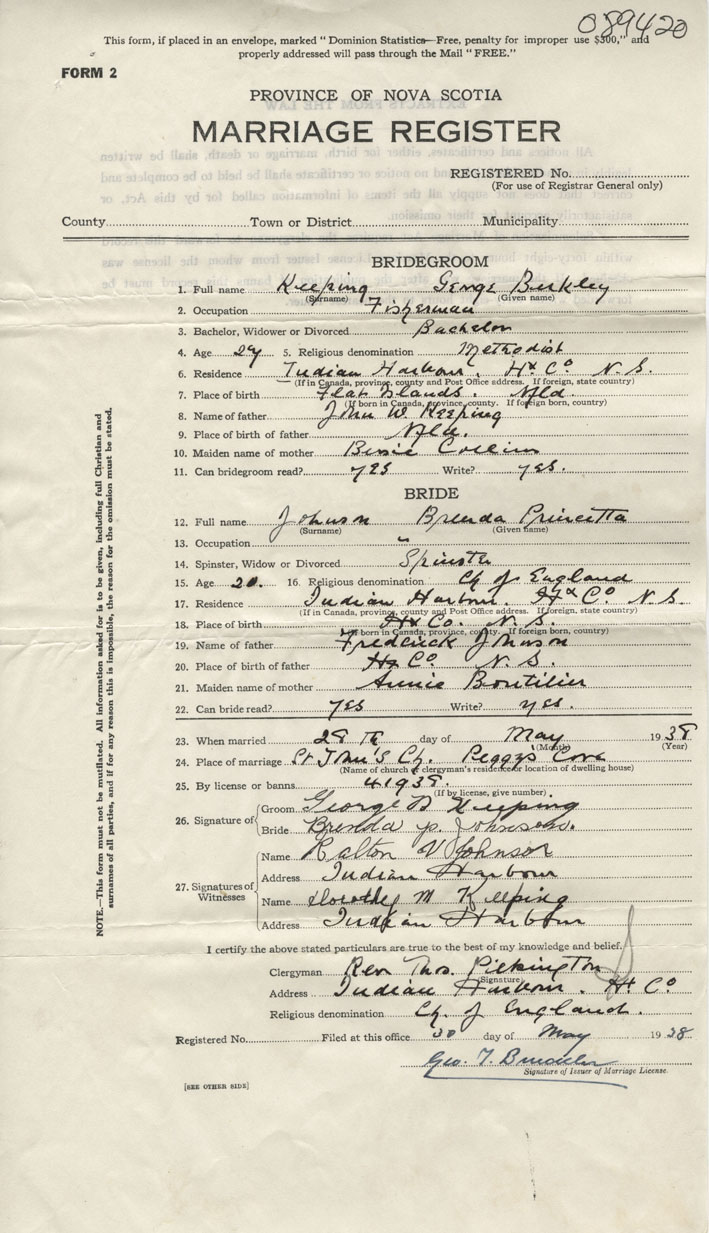 089420
This form, if placed in an envelope, marked "Dominion Statistics—Free, penalty for improper use $300," and
properly addressed will pass through the Mail "FREE."
FORM 2
PROVINCE OF NOVA SCOTIA
MARRIAGE REGISTER
REGISTERED No.
(For use of Registrar General only)
County Town or District Municipality
BRIDEGROOM
1. Full name Keeping George Berkley
(Surname) (Given name)
2. Occupation Fisherman
3. Bachelor, Widower or Divorced Bachelor
4. Age 29 5. Religious denomination Methodist
6. Residence Indian Harbour. Hx Co N.S.
(If in Canada, province, county and Post Office address. If foreign, state country)
7. Place of birth Flat Islands. Nfld
(If born in Canada, province, county. If foreign born, country)
8. Name of father John W. Keeping
9. Place of birth of father Nfld.
10. Maiden name of mother Collins
11. Can bridegroom read? yes Write? yes.
BRIDE
12. Full name Johnson Brenda Princetta
(Surname) (Given name)
13. Occupation "
14. Spinster, Widow or Divorced Spinster
15. Age 20. 16. Religious denomination Ch of England
17. Residence Indian Harbour. Hfx Co N.S.
(If in Canada, province, county and Post Office address. If foreign, state country)
18. Place of birth Hx Co. N.S.
(If born in Canada, province, county. If foreign born, country)
19. Name of father Frederick Johnson
20. Place of birth of father Hx Co N.S.
21. Maiden name of mother Annie Boutilier
22. Can bride read? yes Write? yes.
23. When married 28 Th day of May 1938
(Month) (Year)
24. Place of marriage St John's Ch. Peggys Cove
(Name of church or clergyman's residence or location of dwelling house)
25. By license or banns 41938.
(If by license, give number)
26. Signature of Groom George B Keeping
Bride Brenda p. Johnson.
27. Signatures of Witnesses Name Ralton V Johnson
Address Indian Harbour
Name Dorothy M Keeping
Address Indian Harbour
I certify the above stated particulars are true to the best of my knowledge and belief.
Clergyman Rev Thos. Pilkington
(Signature)
Address Indian Harbour. Hx Co
Religious denomination Ch. of England.
Registered No. Filed at this office 30 day of May 1938
Geo. T.
Signature of Issuer of Marriage License.
[SEE OTHER SIDE]
NOTE.—This form must not be mutilated. All information asked for is to be given, including full Christian and
surnames of all parties, and if for any reason this is impossible, the reason for the omission must be stated.